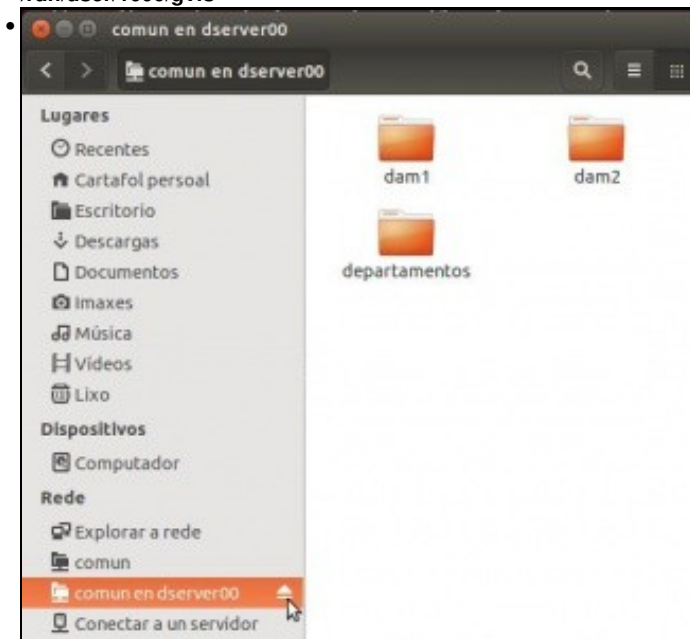 comun en dserver00
comun en dserver00
Lugares
Recentes
Cartafol persoal
Escritorio
Descargas
Documentos
Imaxes
Música
Vídeos
Lixo
Dispositivos
Computador
Rede
Explorar a rede
comun
comun en dserver00
Conectar a un servidor
dam1 dam2
departamentos